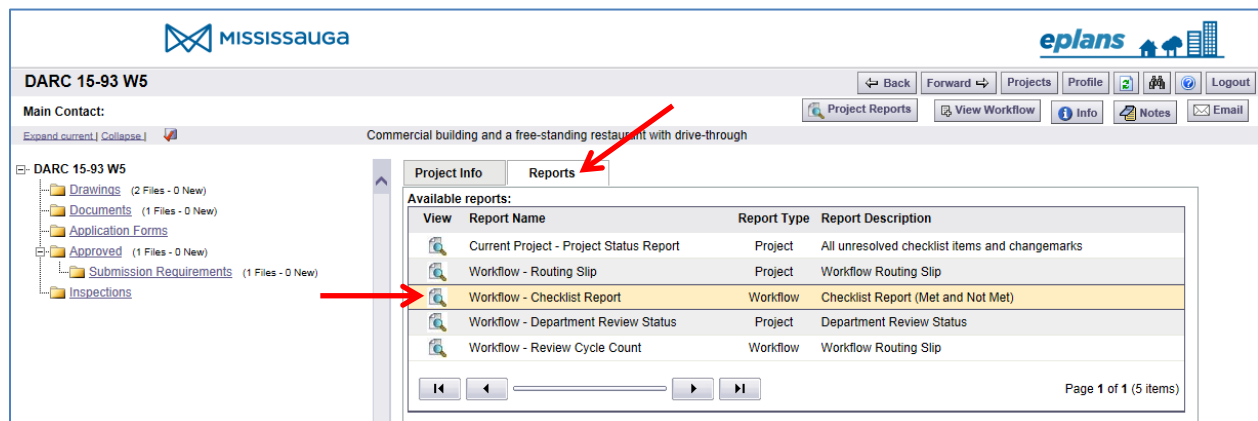 MISSISSAUGA
eplans
DARC 15-93 W5
Back Forward Projects Profile Logout
Main Contact:
Project Reports View Workflow Info Notes Email
Expand current | Collapse |
Commercial building and a free-standing restaurant with drive-through
DARC 15-93 W5
Drawings (2 Files - 0 New)
Documents (1 Files - 0 New)
Application Forms
Approved (1 Files - 0 New)
Submission Requirements (1 Files - 0 New)
Inspections
Project Info Reports
Available reports:
View Report Name Report Type Report Description
Current Project - Project Status Report Project All unresolved checklist items and changemarks
Workflow - Routing Slip Project Workflow Routing Slip
Workflow - Checklist Report Workflow Checklist Report (Met and Not Met)
Workflow - Department Review Status Project Department Review Status
Workflow - Review Cycle Count Workflow Workflow Routing Slip
Page 1 of 1 (5 items)